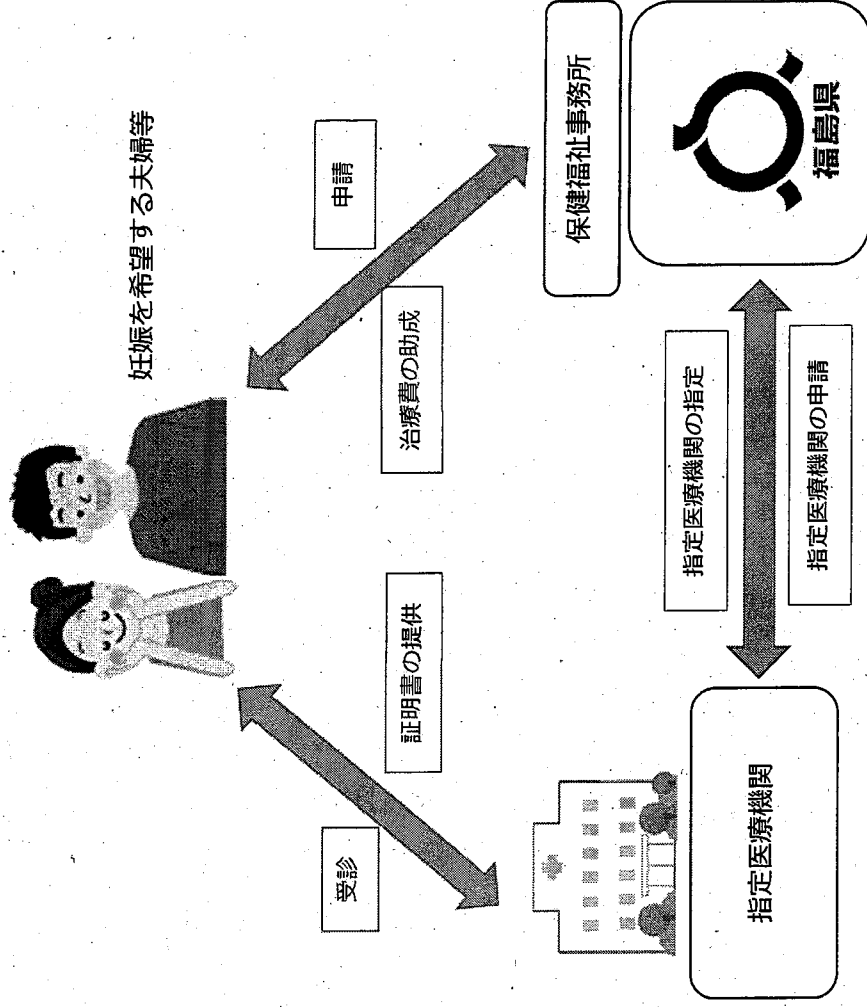 妊娠を希望する夫婦等
受診
証明書の提供
治療費の助成
申請
指定医療機関
指定医療機関の指定
指定医療機関の申請
保健福祉事務所
福島県